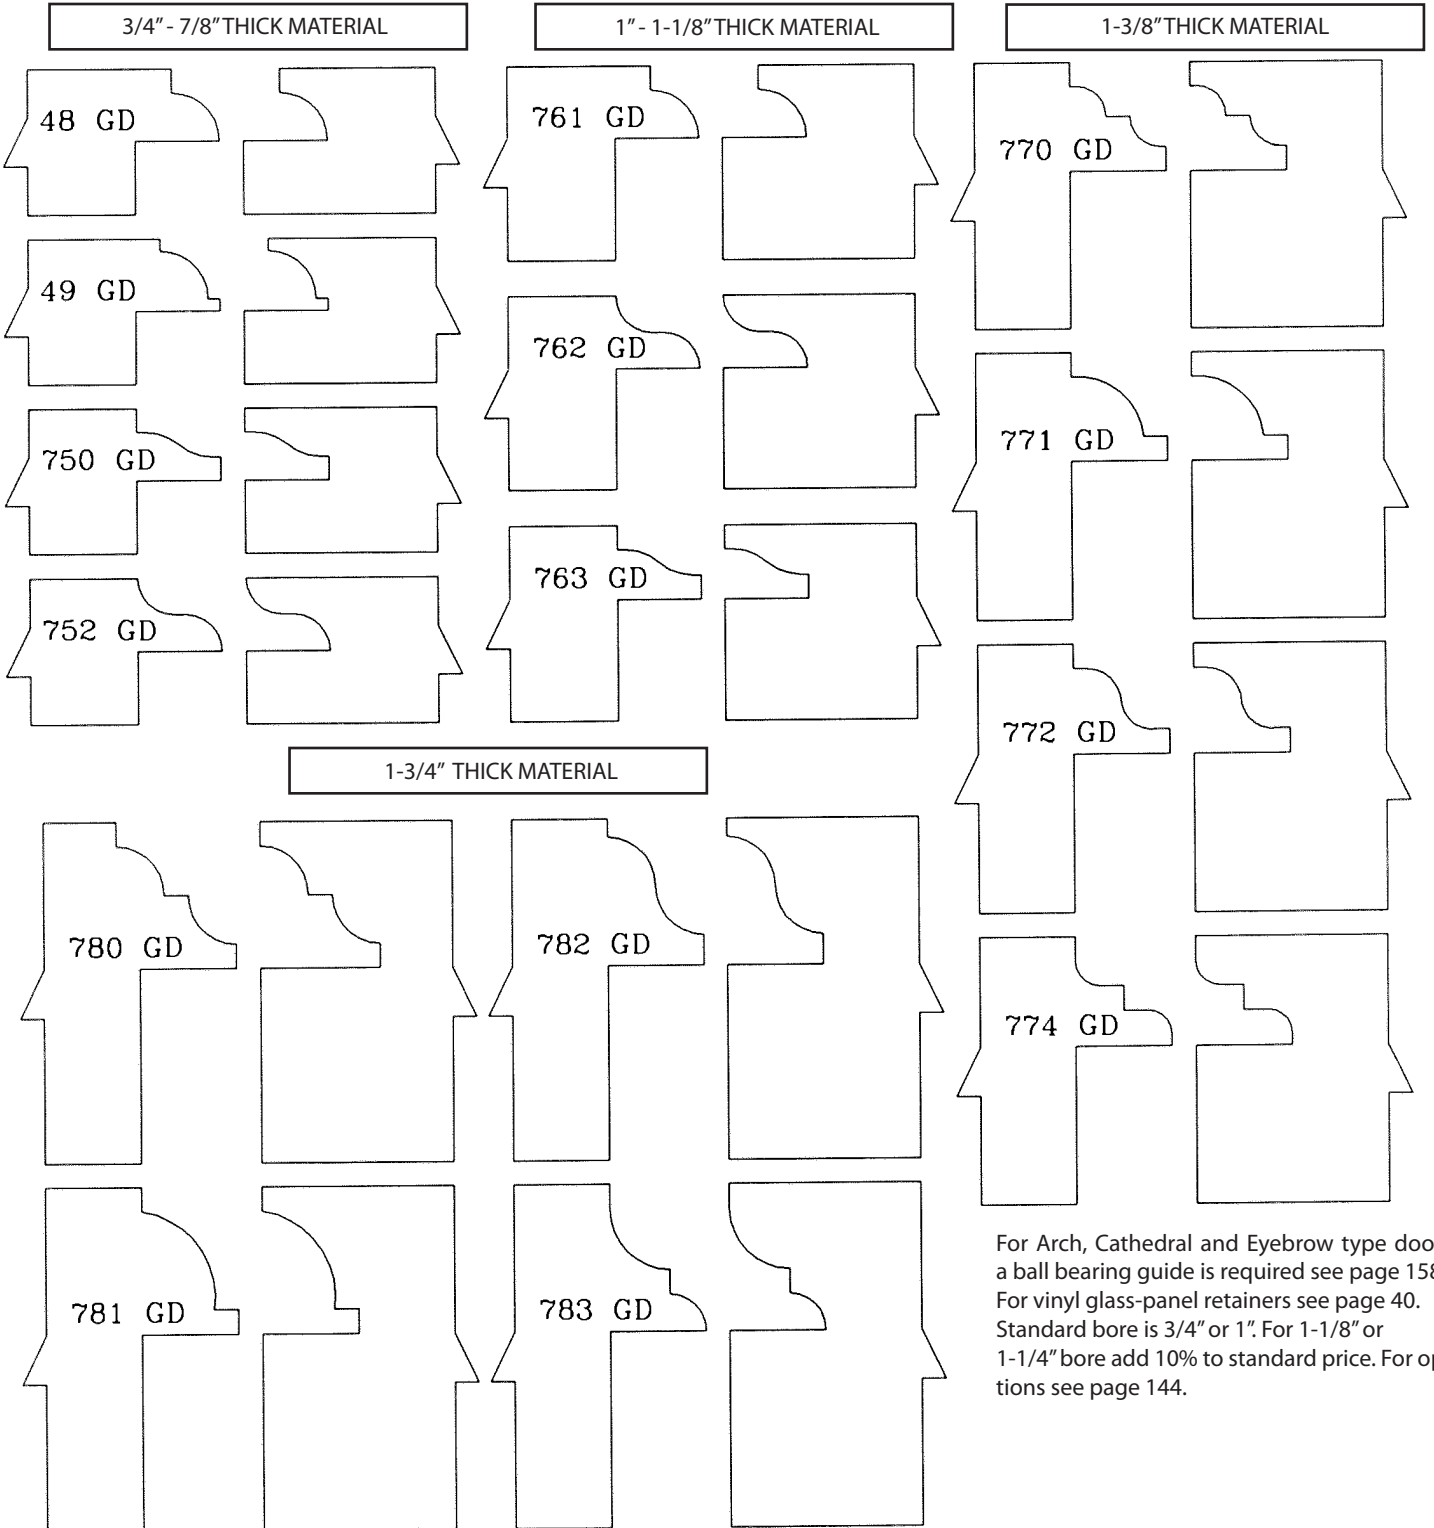 3/4" - 7/8" THICK MATERIAL
48 GD
49 GD
750 GD
752 GD
1" - 1-1/8" THICK MATERIAL
761 GD
762 GD
763 GD
1-3/8" THICK MATERIAL
770 GD
771 GD
772 GD
774 GD
1-3/4" THICK MATERIAL
780 GD
782 GD
781 GD
783 GD
For Arch, Cathedral and Eyebrow type doo
a ball bearing guide is required see page 158
For vinyl glass-panel retainers see page 40.
Standard bore is 3/4" or 1". For 1-1/8" or
1-1/4" bore add 10% to standard price. For op
tions see page 144.